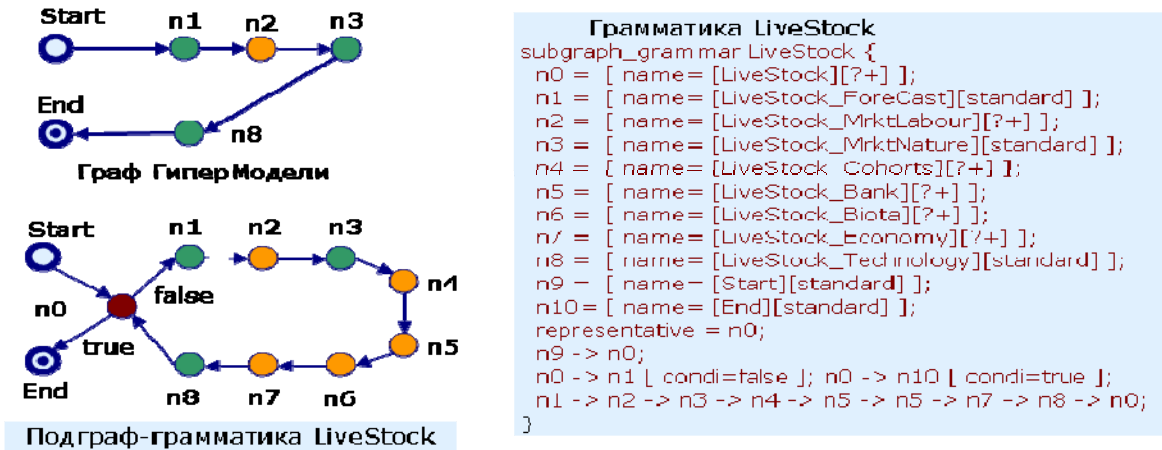 Start
n1
n2
n3
End
n8
Граф ГиперМодели
Start
n1
n2
n3
n0
false
n4
true
n5
End
n8
n7
n6
Подграф-грамматика LiveStock
Грамматика LiveStock
subgraph_grammar LiveStock {
n0 = [ name= [LiveStock][?+] ];
n1 = [ name= [LiveStock_ForeCast][standard] ];
n2 = [ name= [LiveStock_MrktLabour][?+] ];
n3 = [ name= [LiveStock_MrktNature][standard] ];
n4 = [ name= [LiveStock_Cohorts][?+] ];
n5 = [ name= [LiveStock_Bank][?+] ];
n6 = [ name= [LiveStock_Biota][?+] ];
n7 = [ name= [LiveStock_Economy][?+] ];
n8 = [ name= [LiveStock_Technology][standard] ];
n9 = [ name= [Start][standard] ];
n10= [ name= [End][standard] ];
representative = n0;
n9 -> n0;
n0 -> n1 [ condi=false ]; n0 -> n10 [ condi=true ];
n1 -> n2 -> n3 -> n4 -> n5 -> n5 -> n7 -> n8 -> n0;
}